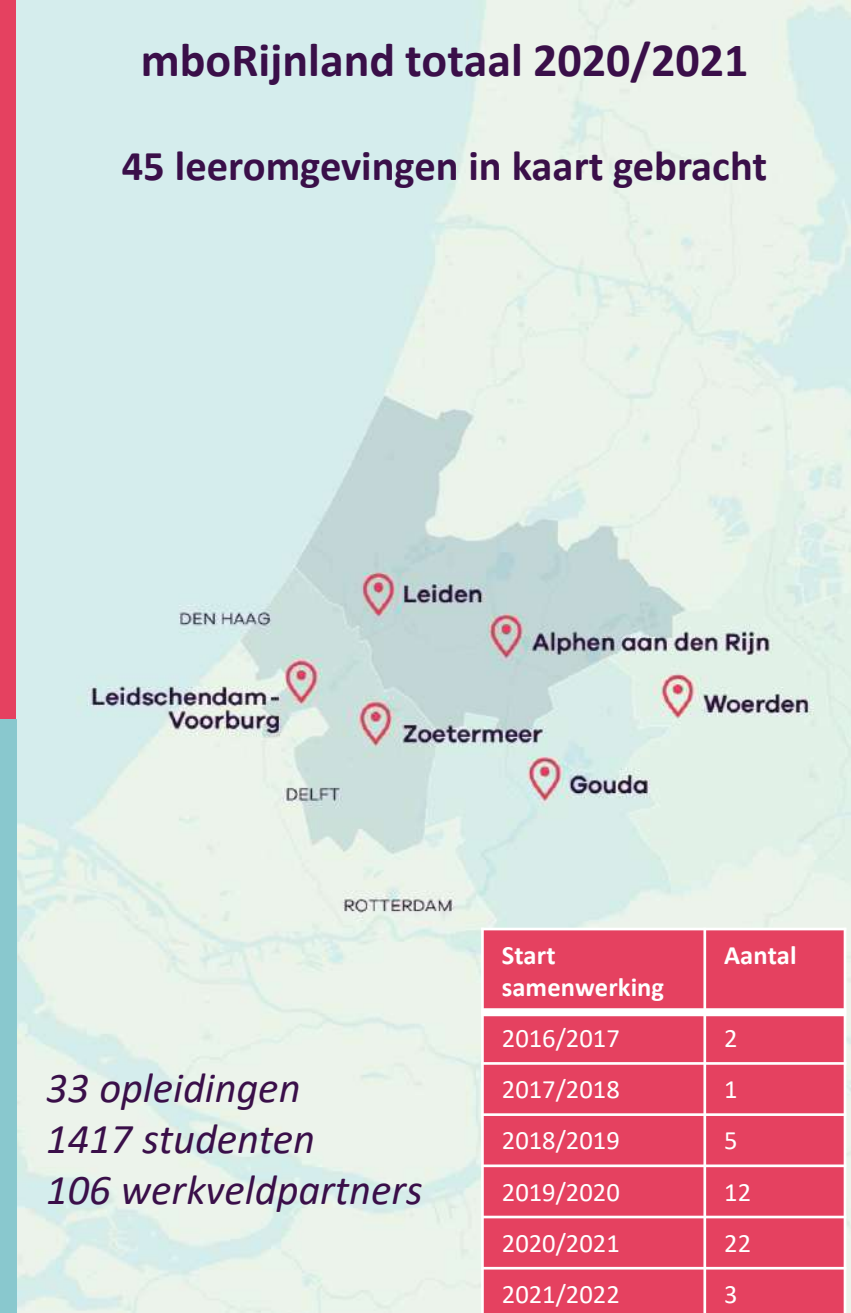 mboRijnland totaal 2020/2021
45 leeromgevingen in kaart gebracht
Leiden
DEN HAAG
Alphen aan den Rijn
Leidschendam-
Voorburg
Woerden
Zoetermeer
Gouda
DELFT
ROTTERDAM
33 opleidingen
1417 studenten
106 werkveldpartners
Start
samenwerking
Aantal
2016/2017 2
2017/2018 1
2018/2019 5
2019/2020 12
2020/2021 22
2021/2022 3